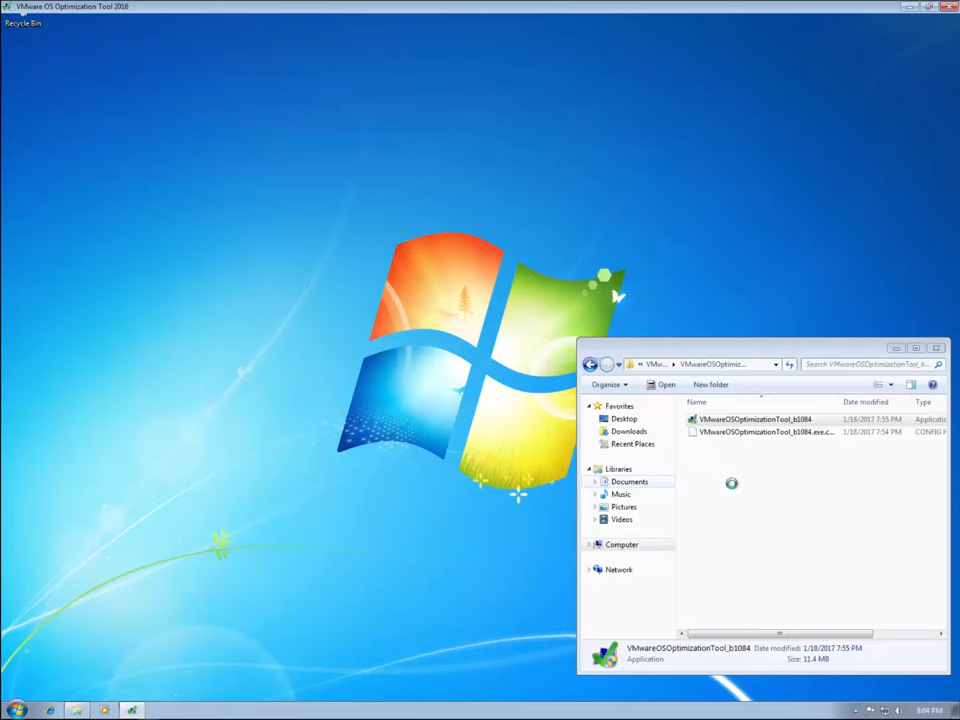 VMware OS Optimization Tool 2016
Recycle Bin
« VMw... ▸ VMwareOSOptimiz...
Search VMwareOSOptimizationTool_b...
Organize
Open
New folder
Name Date modified Type
Favorites
Desktop
Downloads
Recent Places
Libraries
Documents
Music
Pictures
Videos
Computer
Network
VMwareOSOptimizationTool_b1084 1/18/2017 7:55 PM Applicatio
VMwareOSOptimizationTool_b1084.exe.c... 1/18/2017 7:54 PM CONFIG F
VMwareOSOptimizationTool_b1084 Date modified: 1/18/2017 7:55 PM
Application Size: 11.4 MB
8:04 PM